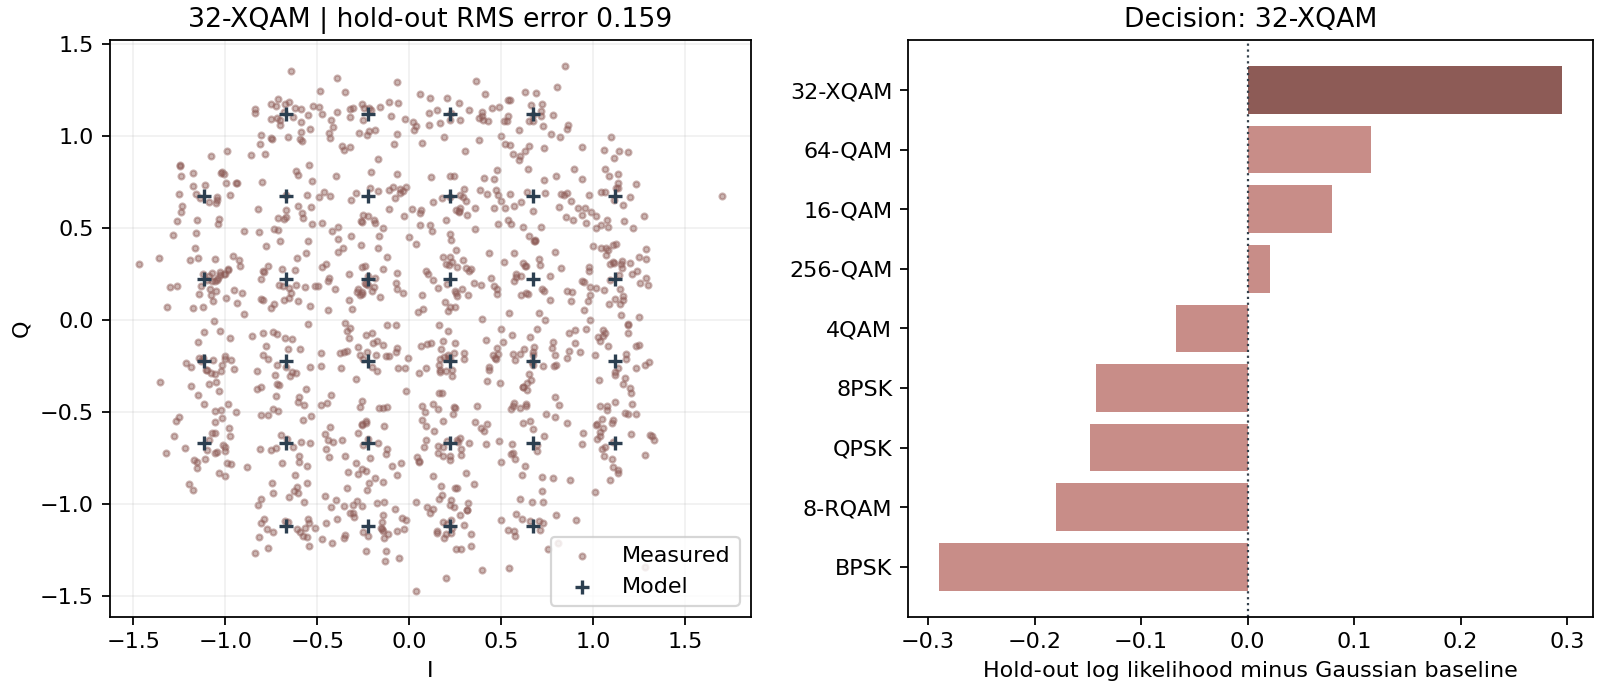 32-XQAM | hold-out RMS error 0.159
1.5
1.0
0.5
0.0
−0.5
−1.0
−1.5
Q
−1.5
−1.0
−0.5
0.0
0.5
1.0
1.5
I
Measured
Model
Decision: 32-XQAM
32-XQAM
64-QAM
16-QAM
256-QAM
4QAM
8PSK
QPSK
8-RQAM
BPSK
−0.3
−0.2
−0.1
0.0
0.1
0.2
0.3
Hold-out log likelihood minus Gaussian baseline